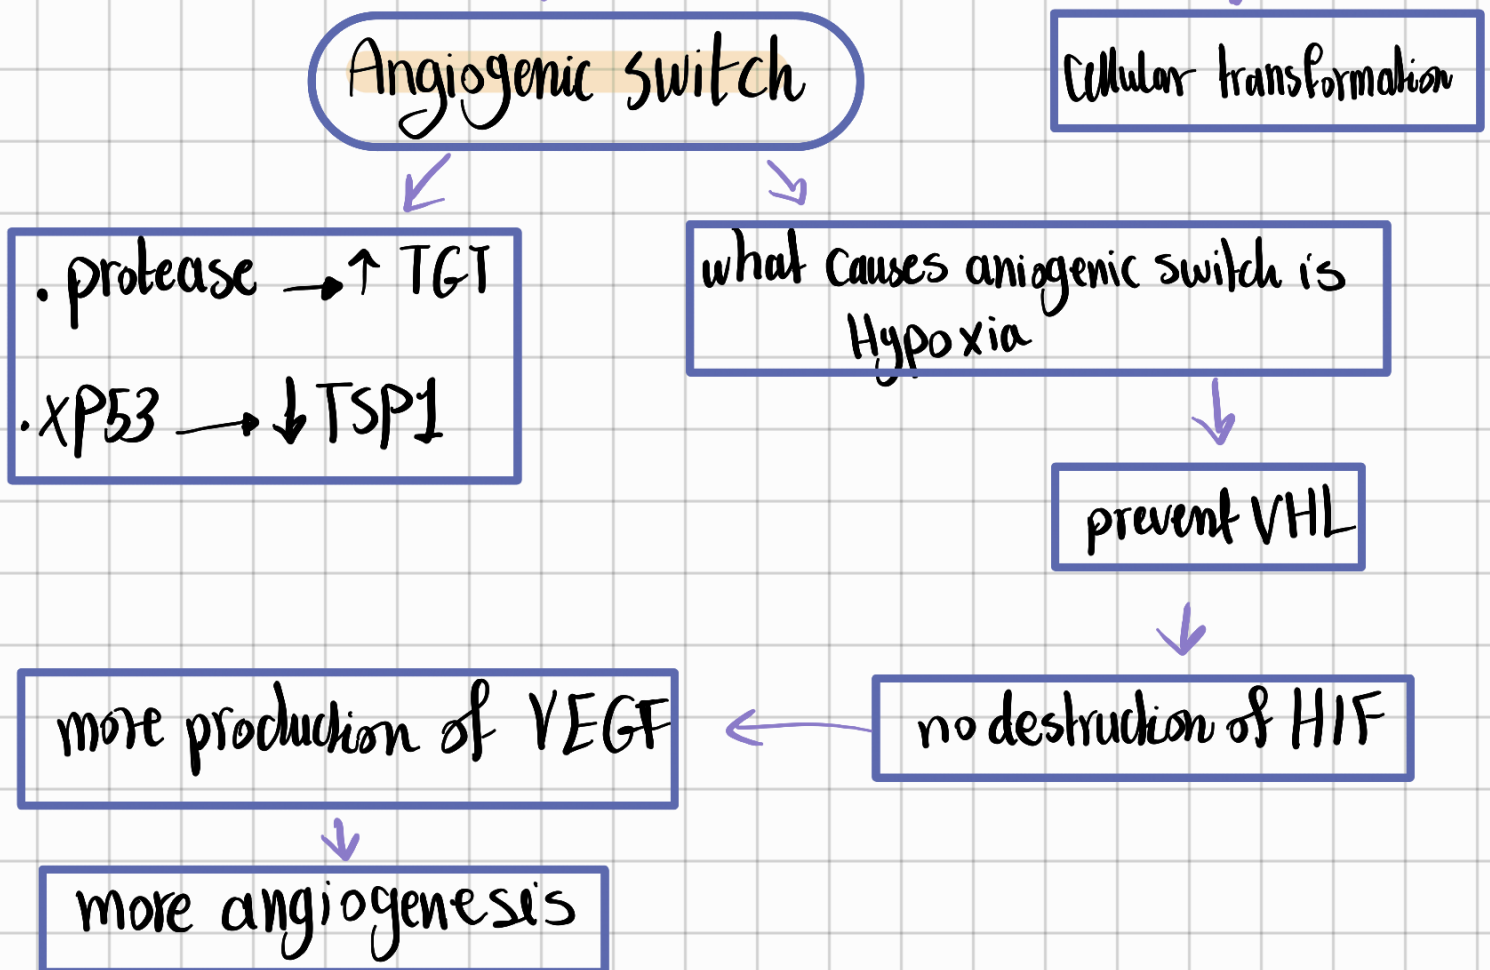 Angiogenic switch
Cellular transformation
. protease → ↑ TGT
. xP53 → ↓ TSP1
what causes aniogenic switch is
Hypoxia
prevent VHL
no destruction of HIF
more production of VEGF
more angiogenesis